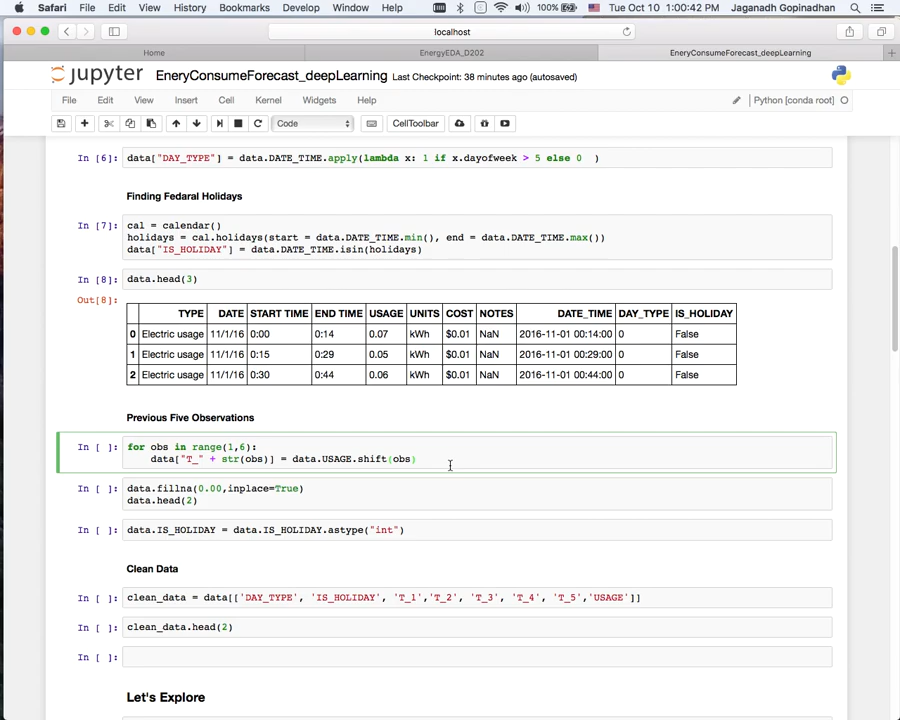 Safari File Edit View History Bookmarks Develop Window Help 100% Tue Oct 10 1:00:42 PM Jaganadh Gopinadhan
localhost
Home EnergyEDA_D202 EneryConsumeForecast_deepLearning
jupyter EneryConsumeForecast_deepLearning Last Checkpoint: 38 minutes ago (autosaved)
File Edit View Insert Cell Kernel Widgets Help Python [conda root]
Code CellToolbar
In [6]: data["DAY_TYPE"] = data.DATE_TIME.apply(lambda x: 1 if x.dayofweek > 5 else 0 )
Finding Fedaral Holidays
In [7]: cal = calendar()
holidays = cal.holidays(start = data.DATE_TIME.min(), end = data.DATE_TIME.max())
data["IS_HOLIDAY"] = data.DATE_TIME.isin(holidays)
In [8]: data.head(3)
Out[8]:
TYPE DATE START TIME END TIME USAGE UNITS COST NOTES DATE_TIME DAY_TYPE IS_HOLIDAY
0 Electric usage 11/1/16 0:00 0:14 0.07 kWh $0.01 NaN 2016-11-01 00:14:00 0 False
1 Electric usage 11/1/16 0:15 0:29 0.05 kWh $0.01 NaN 2016-11-01 00:29:00 0 False
2 Electric usage 11/1/16 0:30 0:44 0.06 kWh $0.01 NaN 2016-11-01 00:44:00 0 False
Previous Five Observations
In [ ]: for obs in range(1,6):
data["T_" + str(obs)] = data.USAGE.shift(obs)
In [ ]: data.fillna(0.00,inplace=True)
data.head(2)
In [ ]: data.IS_HOLIDAY = data.IS_HOLIDAY.astype("int")
Clean Data
In [ ]: clean_data = data[['DAY_TYPE', 'IS_HOLIDAY', 'T_1','T_2', 'T_3', 'T_4', 'T_5','USAGE']]
In [ ]: clean_data.head(2)
In [ ]:
Let's Explore